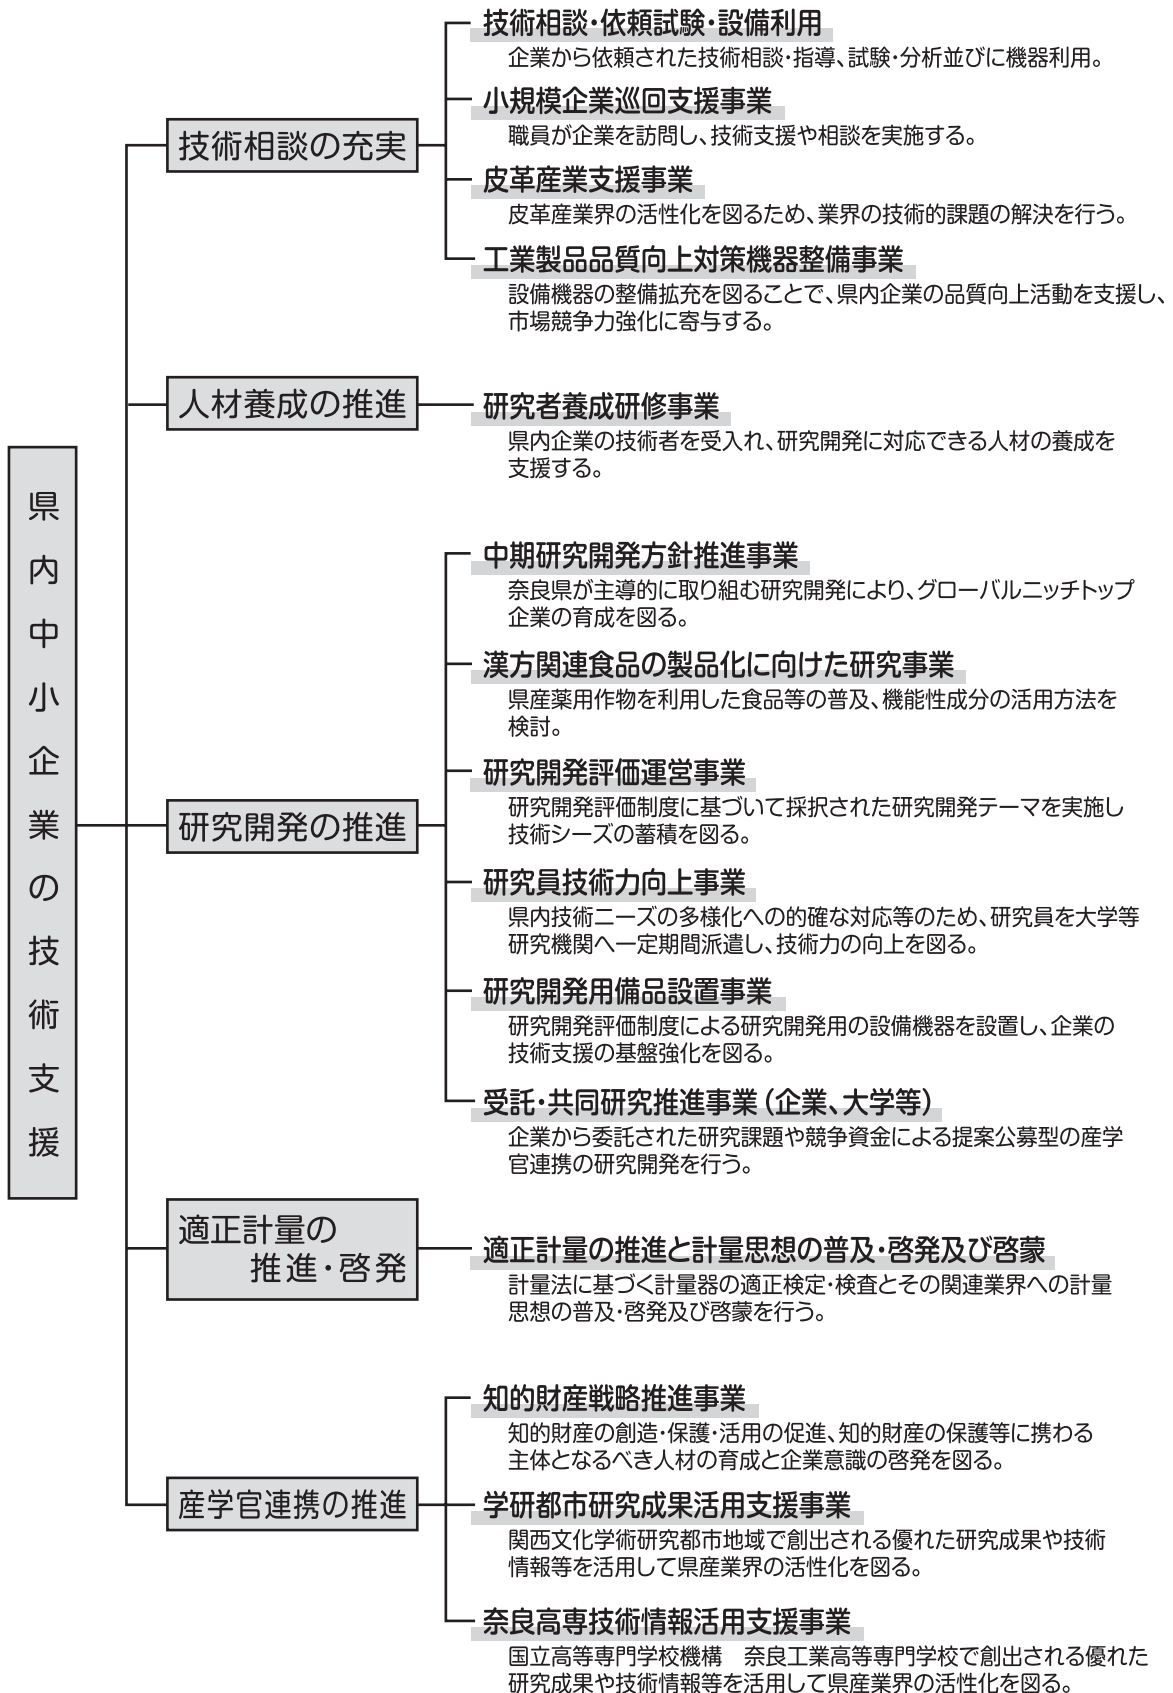 県内中小企業の技術支援
技術相談の充実
技術相談・依頼試験・設備利用
企業から依頼された技術相談・指導、試験・分析並びに機器利用。
小規模企業巡回支援事業
職員が企業を訪問し、技術支援や相談を実施する。
皮革産業支援事業
皮革産業界の活性化を図るため、業界の技術的課題の解決を行う。
工業製品品質向上対策機器整備事業
設備機器の整備拡充を図ることで、県内企業の品質向上活動を支援し、
市場競争力強化に寄与する。
人材養成の推進
研究者養成研修事業
県内企業の技術者を受入れ、研究開発に対応できる人材の養成を
支援する。
研究開発の推進
中期研究開発方針推進事業
奈良県が主導的に取り組む研究開発により、グローバルニッチトップ
企業の育成を図る。
漢方関連食品の製品化に向けた研究事業
県産薬用作物を利用した食品等の普及、機能性成分の活用方法を
検討。
研究開発評価運営事業
研究開発評価制度に基づいて採択された研究開発テーマを実施し
技術シーズの蓄積を図る。
研究員技術力向上事業
県内技術ニーズの多様化への的確な対応等のため、研究員を大学等
研究機関へ一定期間派遣し、技術力の向上を図る。
研究開発用備品設置事業
研究開発評価制度による研究開発用の設備機器を設置し、企業の
技術支援の基盤強化を図る。
受託・共同研究推進事業（企業、大学等）
企業から委託された研究課題や競争資金による提案公募型の産学
官連携の研究開発を行う。
適正計量の
推進・啓発
適正計量の推進と計量思想の普及・啓発及び啓蒙
計量法に基づく計量器の適正検定・検査とその関連業界への計量
思想の普及・啓発及び啓蒙を行う。
産学官連携の推進
知的財産戦略推進事業
知的財産の創造・保護・活用の促進、知的財産の保護等に携わる
主体となるべき人材の育成と企業意識の啓発を図る。
学研都市研究成果活用支援事業
関西文化学術研究都市地域で創出される優れた研究成果や技術
情報等を活用して県産業界の活性化を図る。
奈良高専技術情報活用支援事業
国立高等専門学校機構　奈良工業高等専門学校で創出される優れた
研究成果や技術情報等を活用して県産業界の活性化を図る。